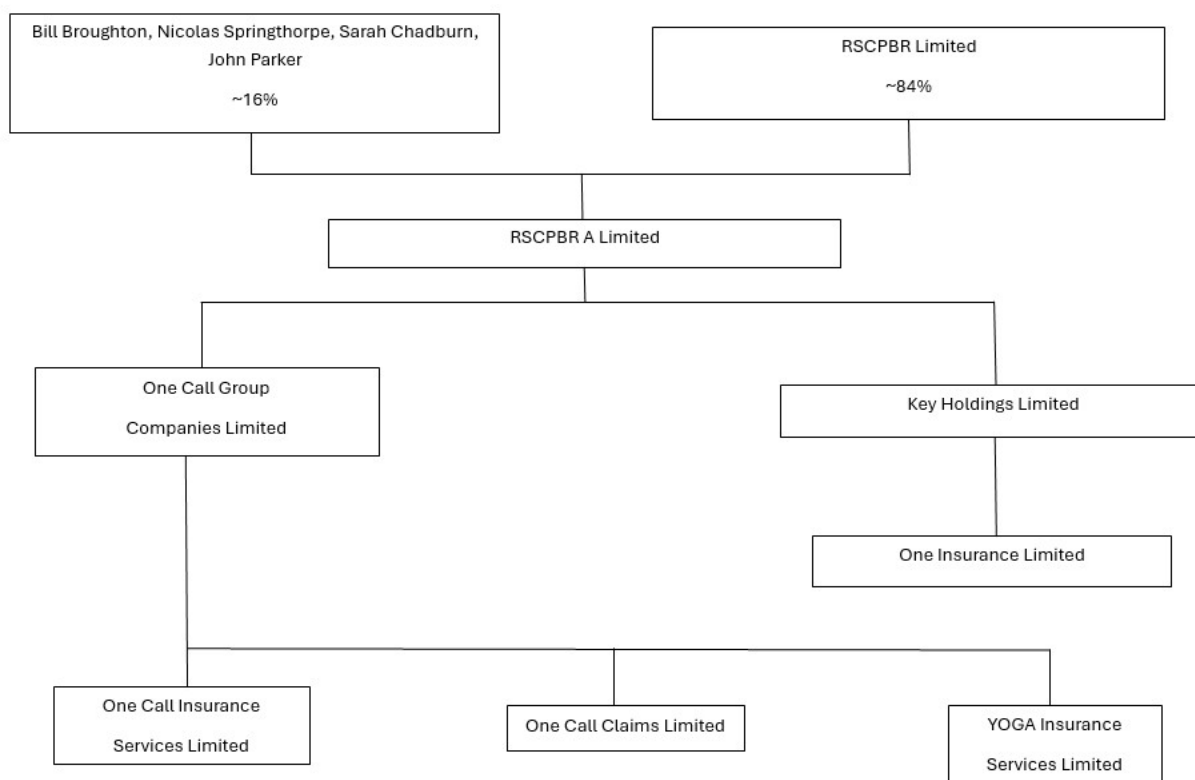 Bill Broughton, Nicolas Springthorpe, Sarah Chadburn,
John Parker
~16%
RSCPBR Limited
~84%
RSCPBR A Limited
One Call Group
Companies Limited
Key Holdings Limited
One Insurance Limited
One Call Insurance
Services Limited
One Call Claims Limited
YOGA Insurance
Services Limited